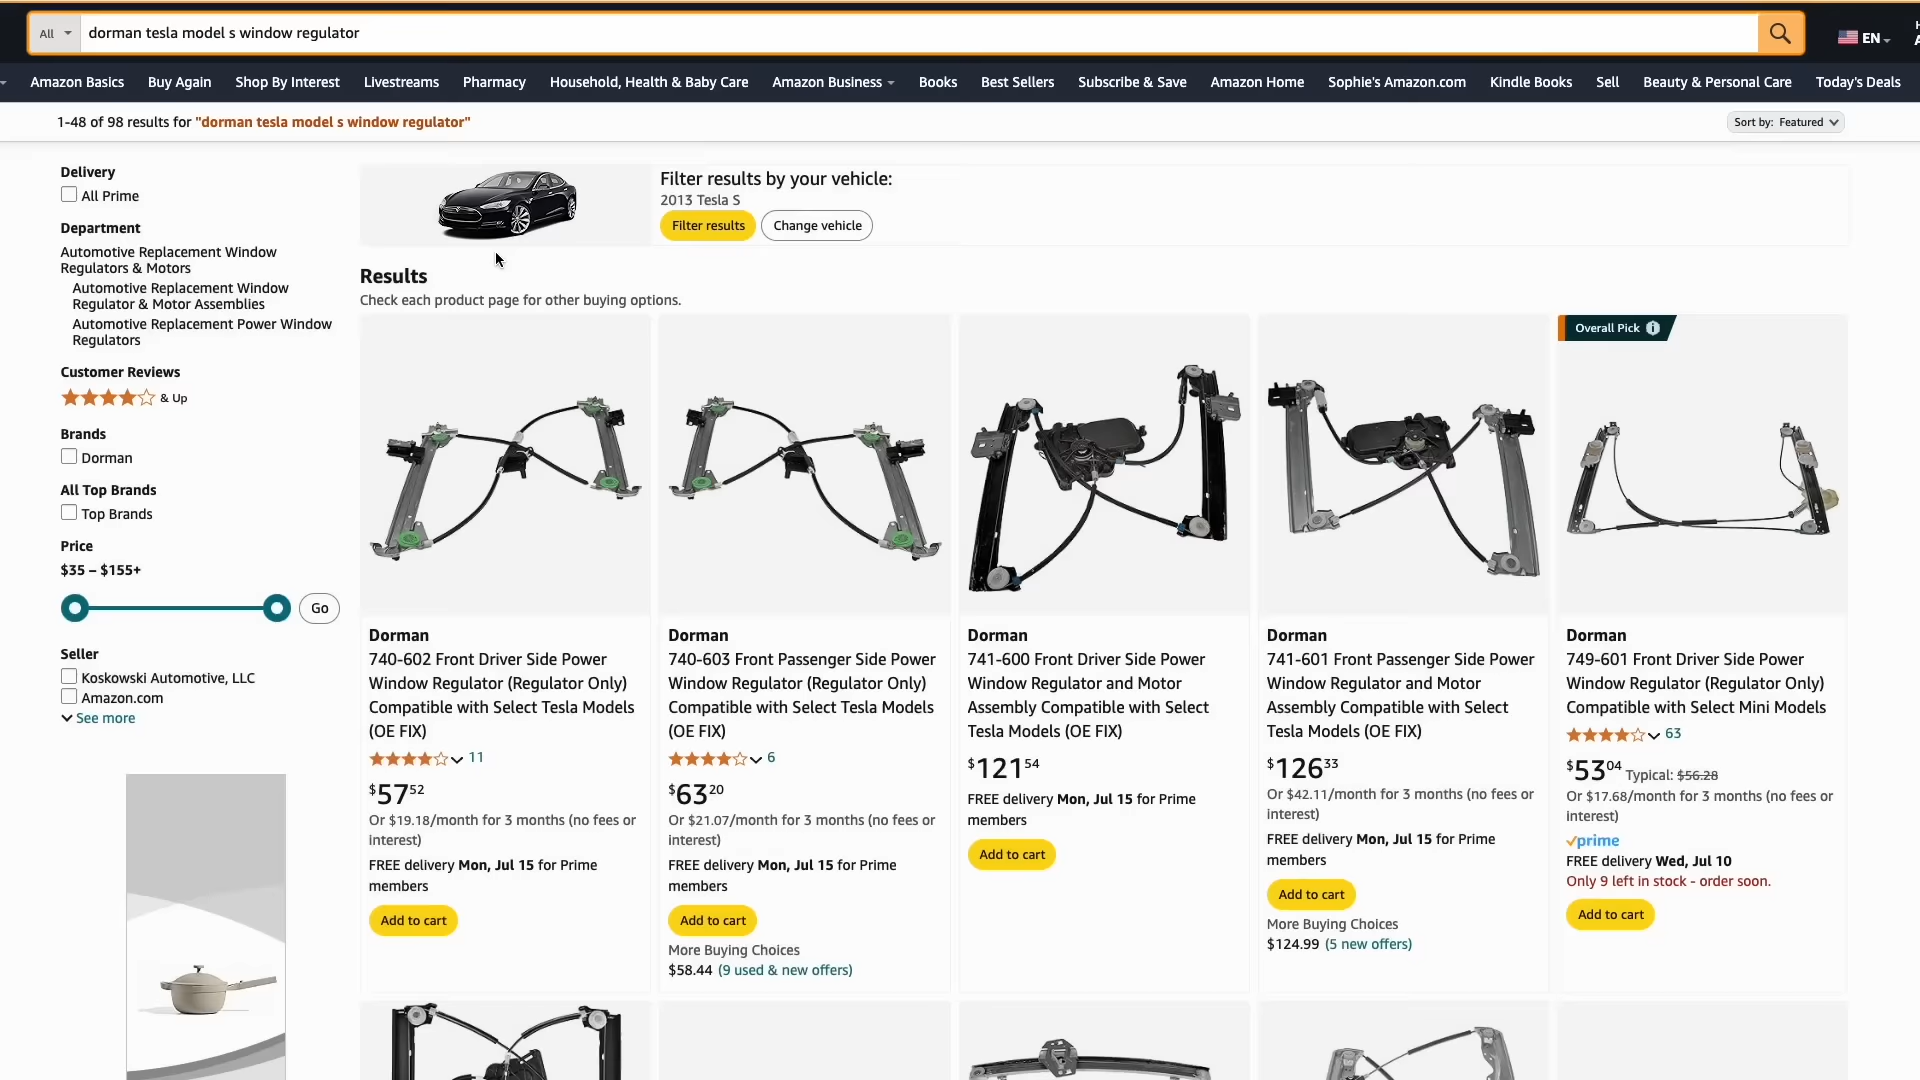 All
dorman tesla model s window regulator
EN
Amazon Basics
Buy Again
Shop By Interest
Livestreams
Pharmacy
Household, Health & Baby Care
Amazon Business
Books
Best Sellers
Subscribe & Save
Amazon Home
Sophie's Amazon.com
Kindle Books
Sell
Beauty & Personal Care
Today's Deals
1-48 of 98 results for "dorman tesla model s window regulator"
Sort by: Featured
Delivery
All Prime
Department
Automotive Replacement Window
Regulators & Motors
Automotive Replacement Window
Regulator & Motor Assemblies
Automotive Replacement Power Window
Regulators
Customer Reviews
& Up
Brands
Dorman
All Top Brands
Top Brands
Price
$35 – $155+
Go
Seller
Koskowski Automotive, LLC
Amazon.com
See more
Filter results by your vehicle:
2013 Tesla S
Filter results
Change vehicle
Results
Check each product page for other buying options.
Dorman
740-602 Front Driver Side Power
Window Regulator (Regulator Only)
Compatible with Select Tesla Models
(OE FIX)
11
$57 52
Or $19.18/month for 3 months (no fees or
interest)
FREE delivery Mon, Jul 15 for Prime
members
Add to cart
Dorman
740-603 Front Passenger Side Power
Window Regulator (Regulator Only)
Compatible with Select Tesla Models
(OE FIX)
6
$63 20
Or $21.07/month for 3 months (no fees or
interest)
FREE delivery Mon, Jul 15 for Prime
members
Add to cart
More Buying Choices
$58.44 (9 used & new offers)
Dorman
741-600 Front Driver Side Power
Window Regulator and Motor
Assembly Compatible with Select
Tesla Models (OE FIX)
$121 54
FREE delivery Mon, Jul 15 for Prime
members
Add to cart
Dorman
741-601 Front Passenger Side Power
Window Regulator and Motor
Assembly Compatible with Select
Tesla Models (OE FIX)
$126 33
Or $42.11/month for 3 months (no fees or
interest)
FREE delivery Mon, Jul 15 for Prime
members
Add to cart
More Buying Choices
$124.99 (5 new offers)
Overall Pick
Dorman
749-601 Front Driver Side Power
Window Regulator (Regulator Only)
Compatible with Select Mini Models
63
$53 04 Typical: $56.28
Or $17.68/month for 3 months (no fees or
interest)
prime
FREE delivery Wed, Jul 10
Only 9 left in stock - order soon.
Add to cart